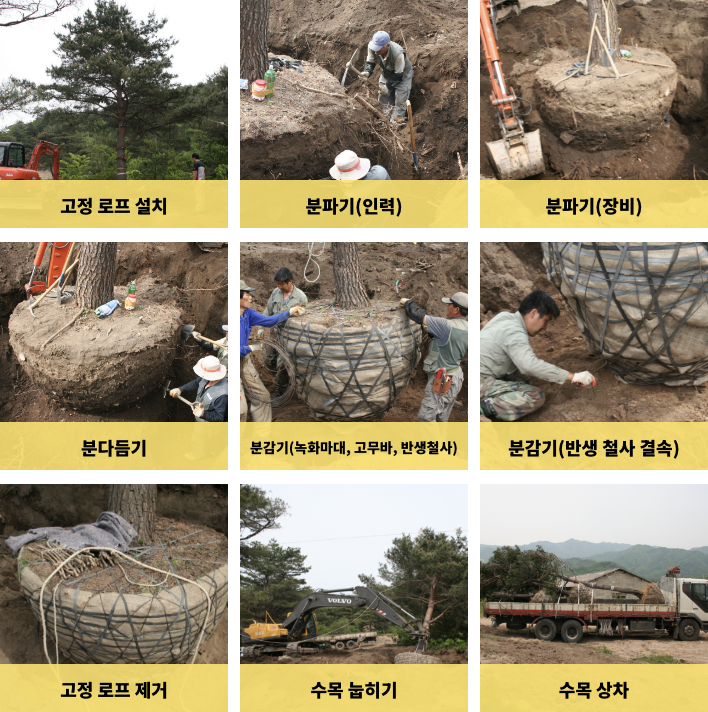 고정 로프 설치
분파기(인력)
분파기(장비)
분다듬기
분감기(녹화마대, 고무바, 반생철사)
분감기(반생 철사 결속)
고정 로프 제거
VOLVO
수목 눕히기
수목 상차